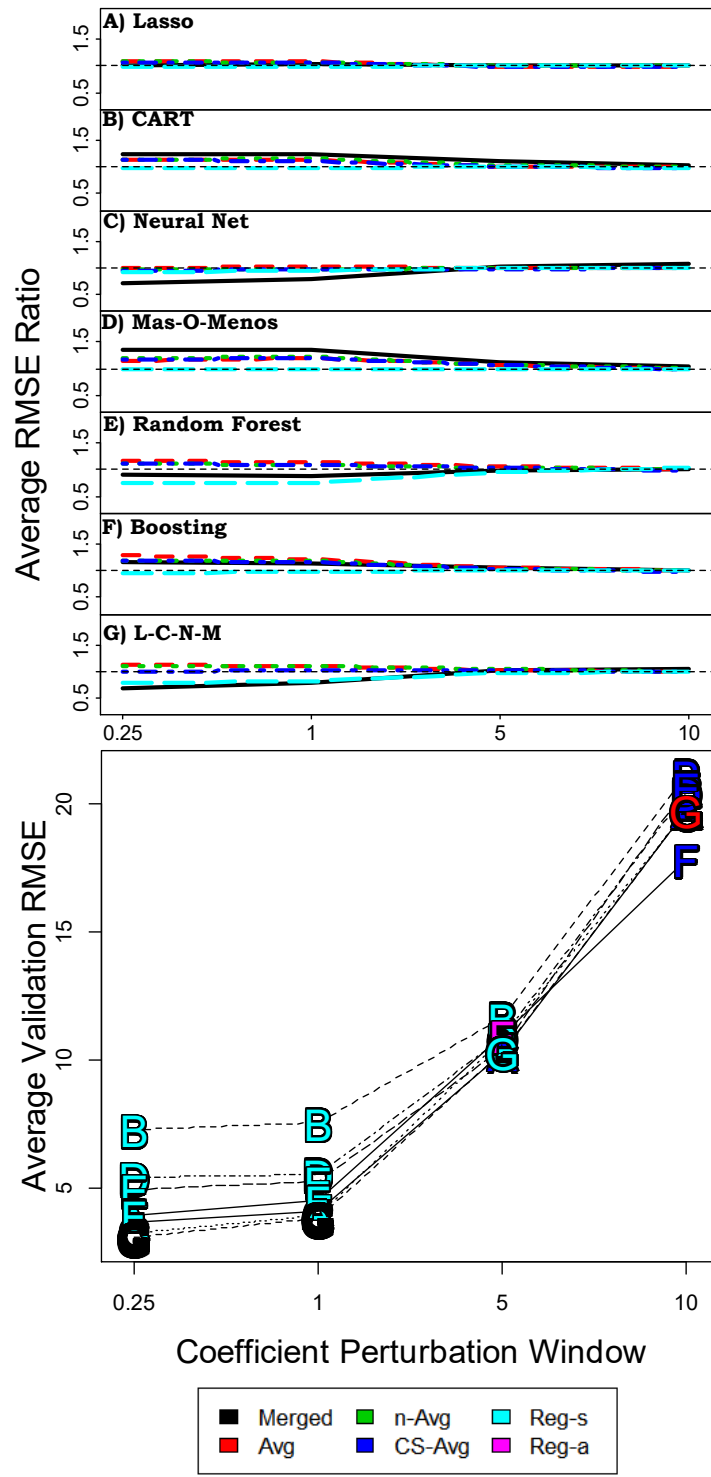 A) Lasso
1.5
0.5
B) CART
1.5
0.5
C) Neural Net
1.5
0.5
D) Mas-O-Menos
1.5
0.5
E) Random Forest
1.5
0.5
F) Boosting
1.5
0.5
G) L-C-N-M
1.5
0.5
Average RMSE Ratio
0.25 1 5 10
20
15
10
5
Average Validation RMSE
B
D
G
B
D
G
B
G
G
F
0.25 1 5 10
Coefficient Perturbation Window
Merged n-Avg Reg-s
Avg CS-Avg Reg-a